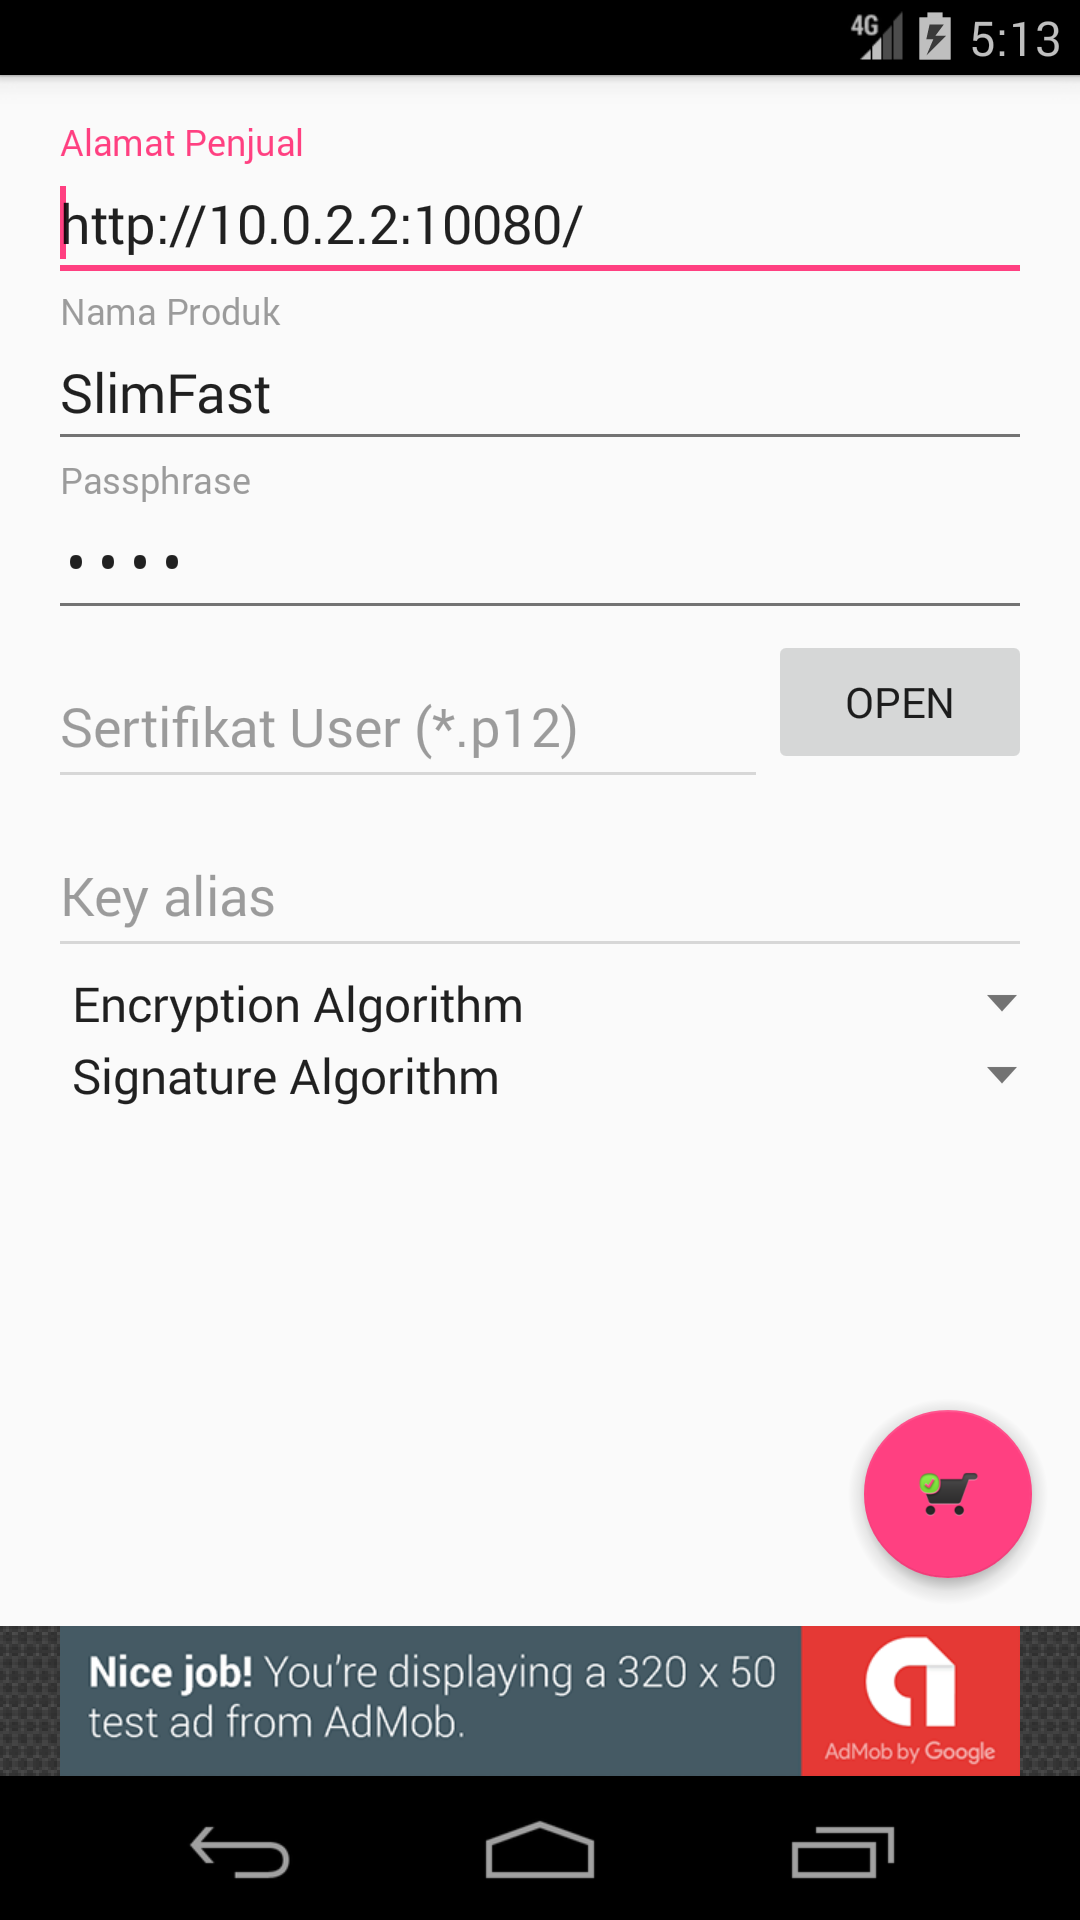 4G 5:13
Alamat Penjual
http://10.0.2.2:10080/
Nama Produk
SlimFast
Passphrase
••••
Sertifikat User (*.p12)
OPEN
Key alias
Encryption Algorithm
Signature Algorithm
Nice job! You're displaying a 320 x 50
test ad from AdMob.
AdMob by Google